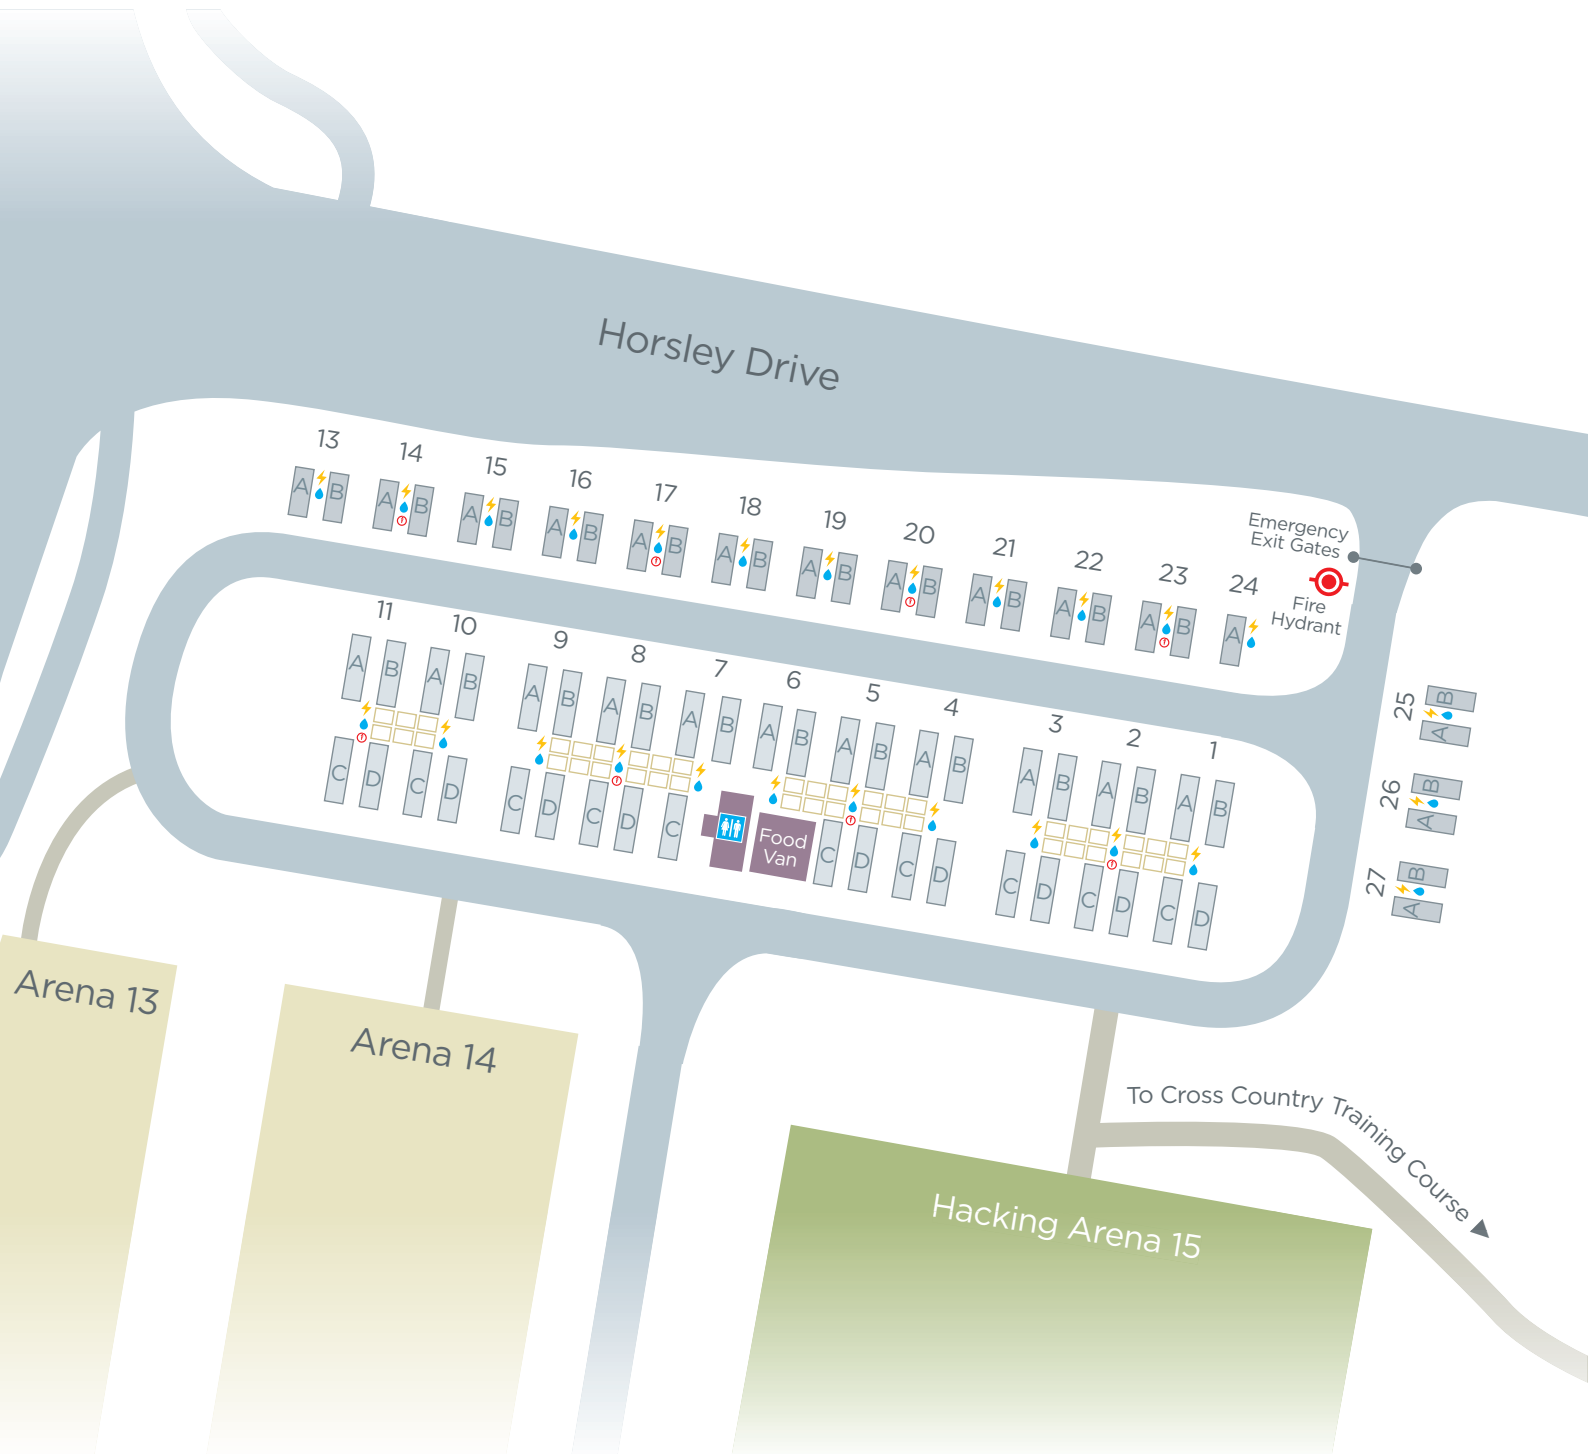 Horsley Drive
13 14 15 16 17 18 19 20 21 22 23 24
A B A B A B A B A B A B A B A B A B A B A B A
Emergency
Exit Gates
Fire
Hydrant
11 10 9 8 7 6 5 4 3 2 1
A B A B A B A B A B A B A B A B A B A B A B
C D C D C D C D C C D C D C D C D C D
Food
Van
25
B
A
26
B
A
27
B
A
Arena 13
Arena 14
To Cross Country Training Course
Hacking Arena 15